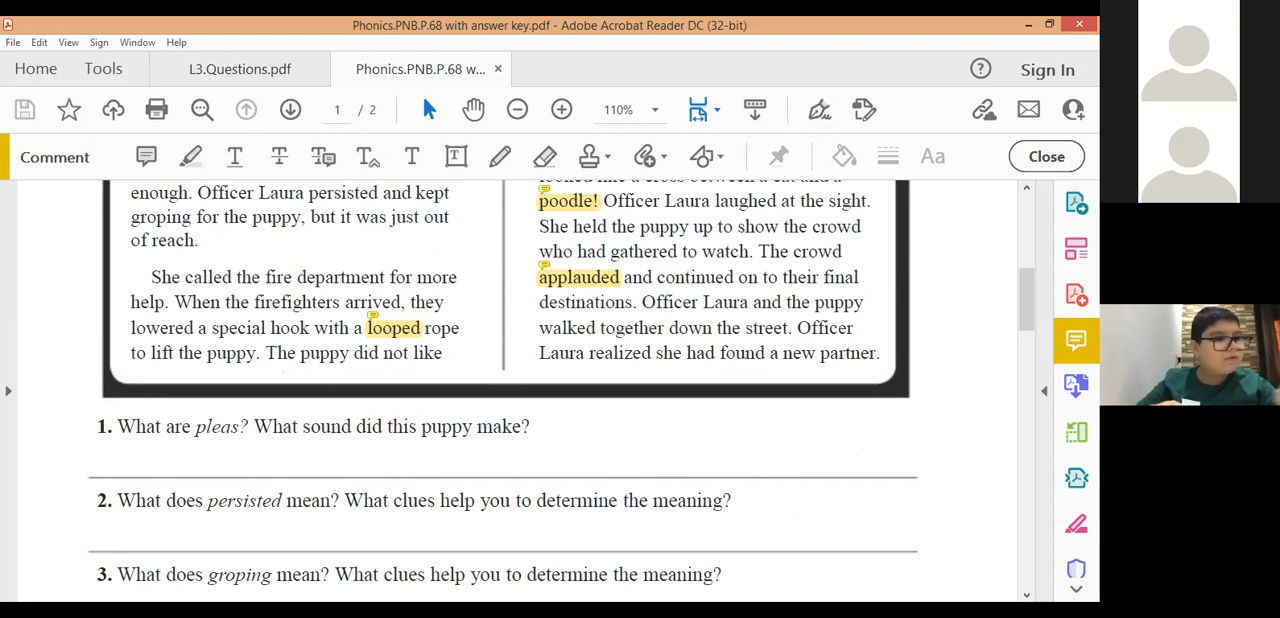 Phonics.PNB.P.68 with answer key.pdf - Adobe Acrobat Reader DC (32-bit)
File Edit View Sign Window Help
Home Tools L3.Questions.pdf Phonics.PNB.P.68 w... × Sign In
1 / 2 110%
Comment Close
enough. Officer Laura persisted and kept
groping for the puppy, but it was just out
of reach.
She called the fire department for more
help. When the firefighters arrived, they
lowered a special hook with a looped rope
to lift the puppy. The puppy did not like
poodle! Officer Laura laughed at the sight.
She held the puppy up to show the crowd
who had gathered to watch. The crowd
applauded and continued on to their final
destinations. Officer Laura and the puppy
walked together down the street. Officer
Laura realized she had found a new partner.
1. What are pleas? What sound did this puppy make?
2. What does persisted mean? What clues help you to determine the meaning?
3. What does groping mean? What clues help you to determine the meaning?